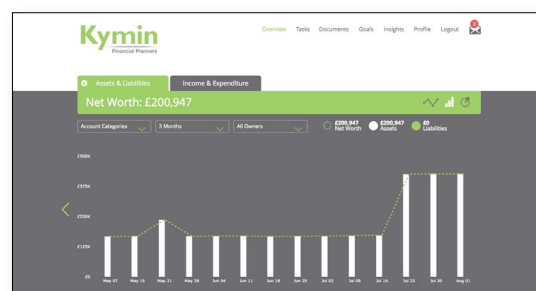 Kymin
Financial Planners
Overview Tasks Documents Goals Insights Profile Logout 3
Assets & Liabilities Income & Expenditure
Net Worth: £200,947
Account Categories 3 Months All Owners £200,947 Net Worth £200,947 Assets £0 Liabilities
£500K
£375K
£250K
£125K
£0
May 07 May 15 May 21 May 28 Jun 04 Jun 11 Jun 18 Jun 25 Jul 02 Jul 09 Jul 16 Jul 23 Jul 30 Aug 01